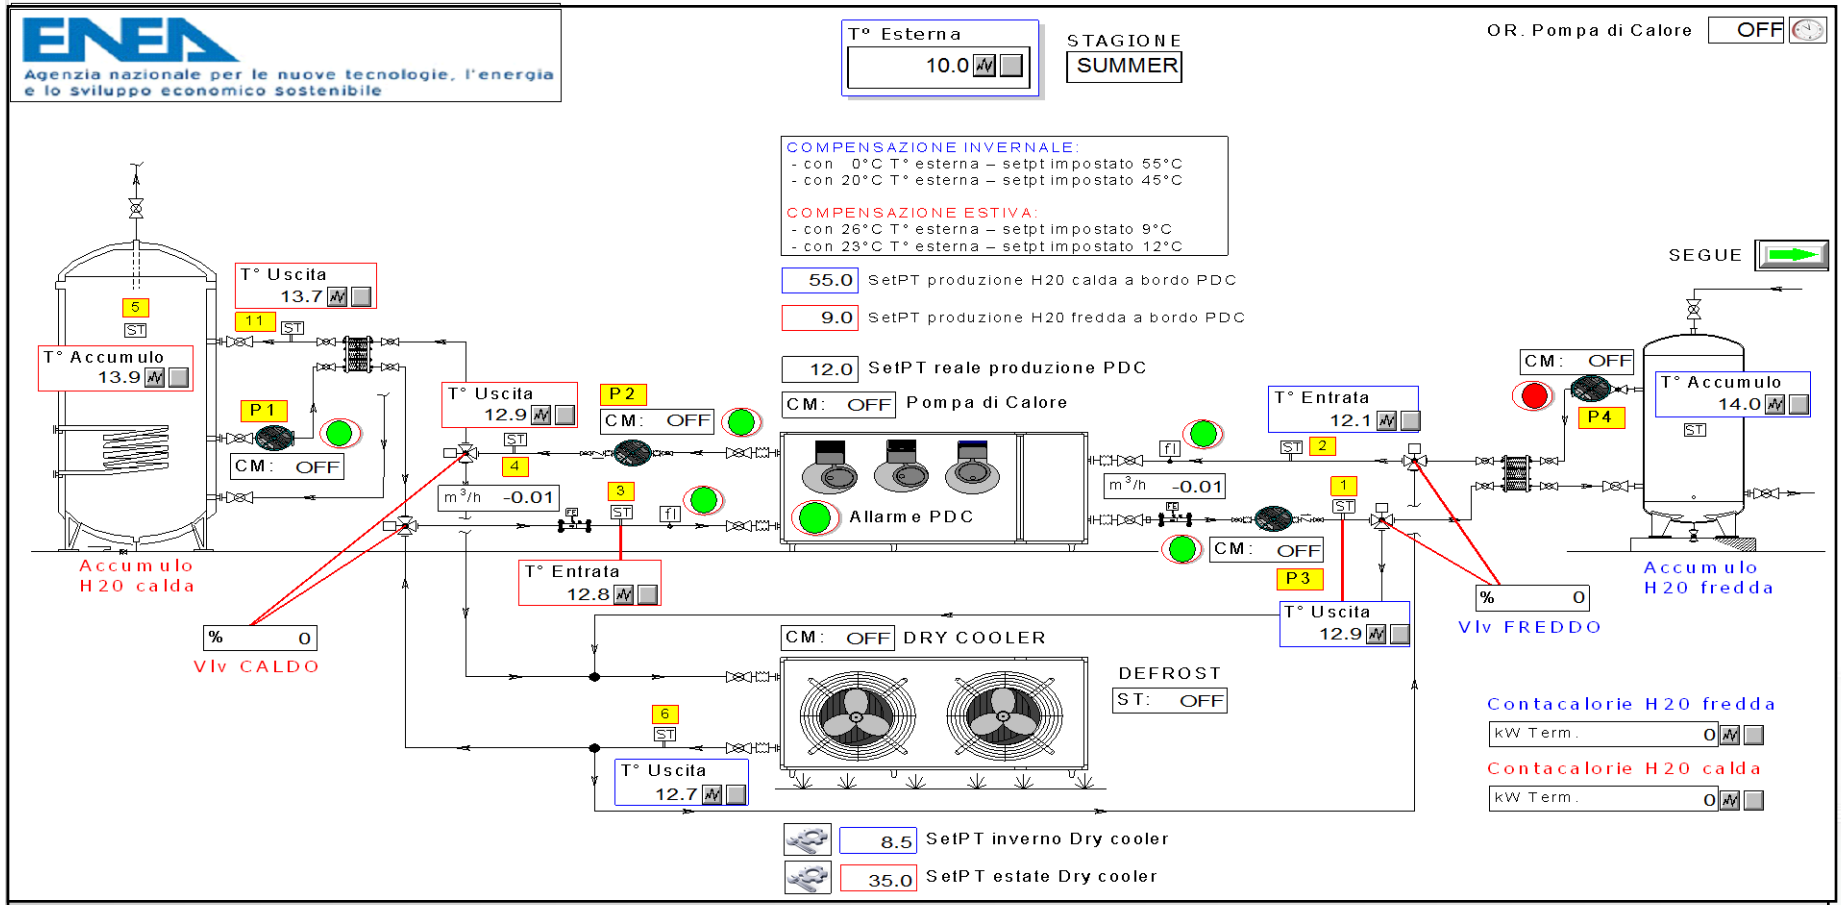 ENEA
Agenzia nazionale per le nuove tecnologie, l'energia
e lo sviluppo economico sostenibile
T° Esterna
10.0
STAGIONE
SUMMER
OR. Pompa di Calore OFF
COMPENSAZIONE INVERNALE:
- con 0°C T° esterna – setpt impostato 55°C
- con 20°C T° esterna – setpt impostato 45°C
COMPENSAZIONE ESTIVA:
- con 26°C T° esterna – setpt impostato 9°C
- con 23°C T° esterna – setpt impostato 12°C
SEGUE
55.0 SetPT produzione H20 calda a bordo PDC
9.0 SetPT produzione H20 fredda a bordo PDC
12.0 SetPT reale produzione PDC
CM: OFF Pompa di Calore
T° Uscita
13.7
5
ST
11
ST
T° Accumulo
13.9
P1
CM: OFF
T° Uscita
12.9
P2
CM: OFF
ST
4
m³/h -0.01
3
ST
FE
fl
Allarme PDC
T° Entrata
12.8
T° Entrata
12.1
fl
ST
2
m³/h -0.01
FE
1
ST
CM: OFF
P3
T° Uscita
12.9
CM: OFF
P4
T° Accumulo
14.0
ST
Accumulo
H20 calda
Accumulo
H20 fredda
% 0
Vlv CALDO
% 0
Vlv FREDDO
CM: OFF DRY COOLER
DEFROST
ST: OFF
6
ST
T° Uscita
12.7
Contacalorie H20 fredda
kW Term. 0
Contacalorie H20 calda
kW Term. 0
8.5 SetPT inverno Dry cooler
35.0 SetPT estate Dry cooler